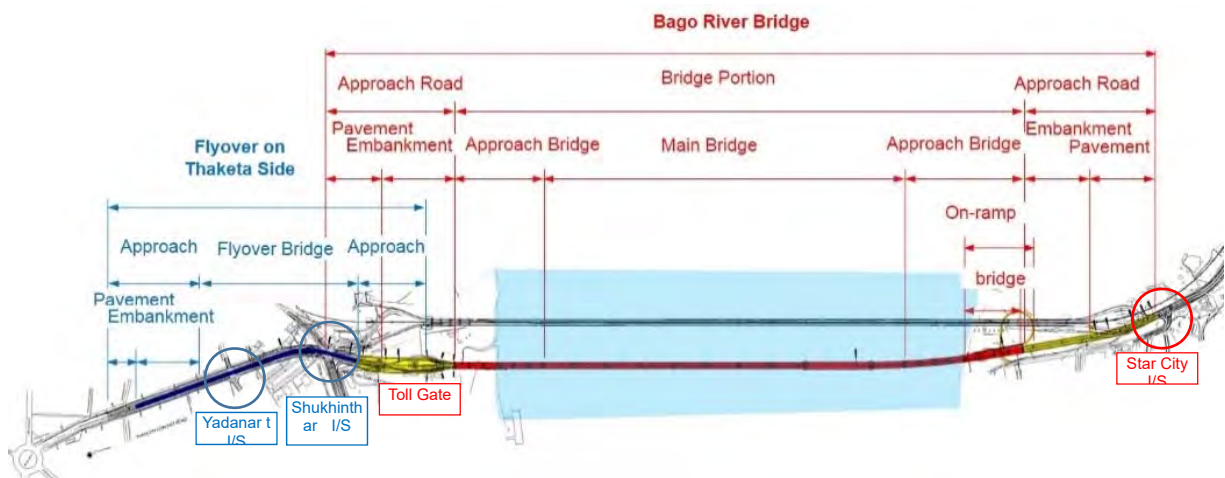 Bago River Bridge
Approach Road
Bridge Portion
Approach Road
Pavement
Embankment
Approach Bridge
Main Bridge
Approach Bridge
Embankment
Pavement
Flyover on
Thaketa Side
On-ramp
bridge
Approach
Flyover Bridge
Approach
Pavement
Embankment
Yadanar t
I/S
Shukhinth
ar I/S
Toll Gate
Star City
I/S